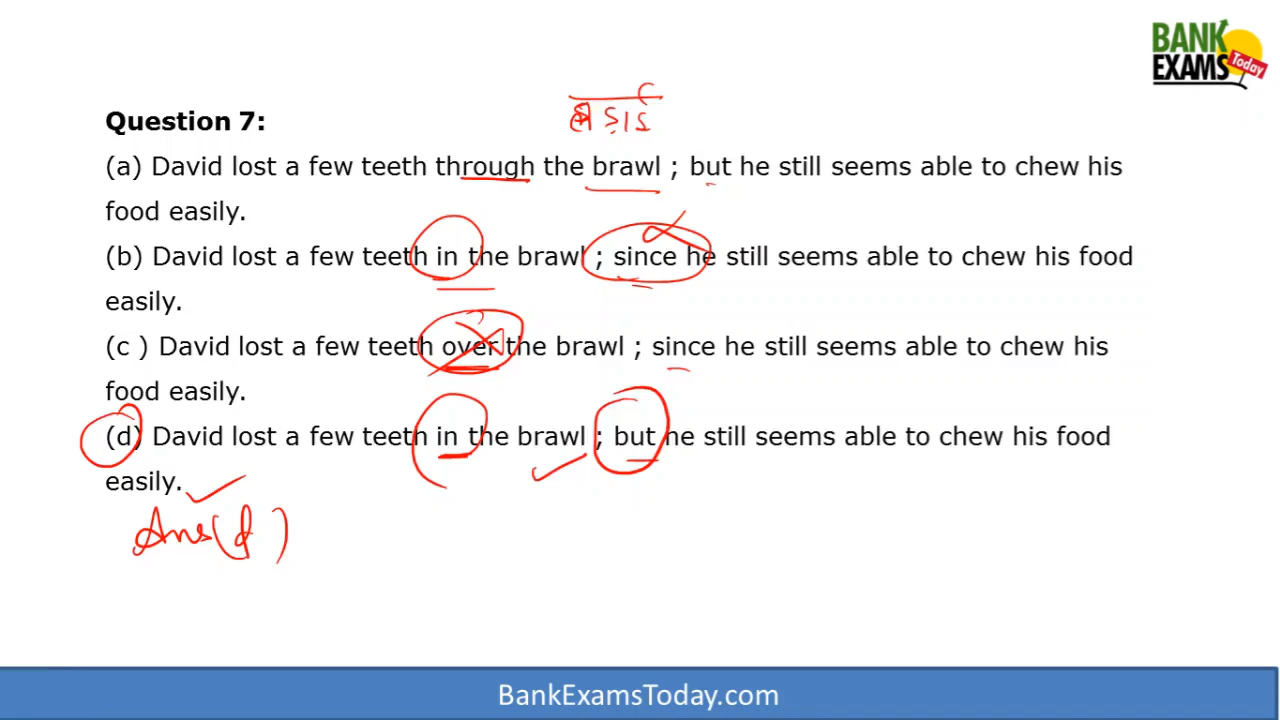 BANK
EXAMS Today
Question 7:
(a) David lost a few teeth through the brawl ; but he still seems able to chew his
food easily.
(b) David lost a few teeth in the brawl ; since he still seems able to chew his food
easily.
(c ) David lost a few teeth over the brawl ; since he still seems able to chew his
food easily.
(d) David lost a few teeth in the brawl ; but he still seems able to chew his food
easily.
Ans(d)
BankExamsToday.com